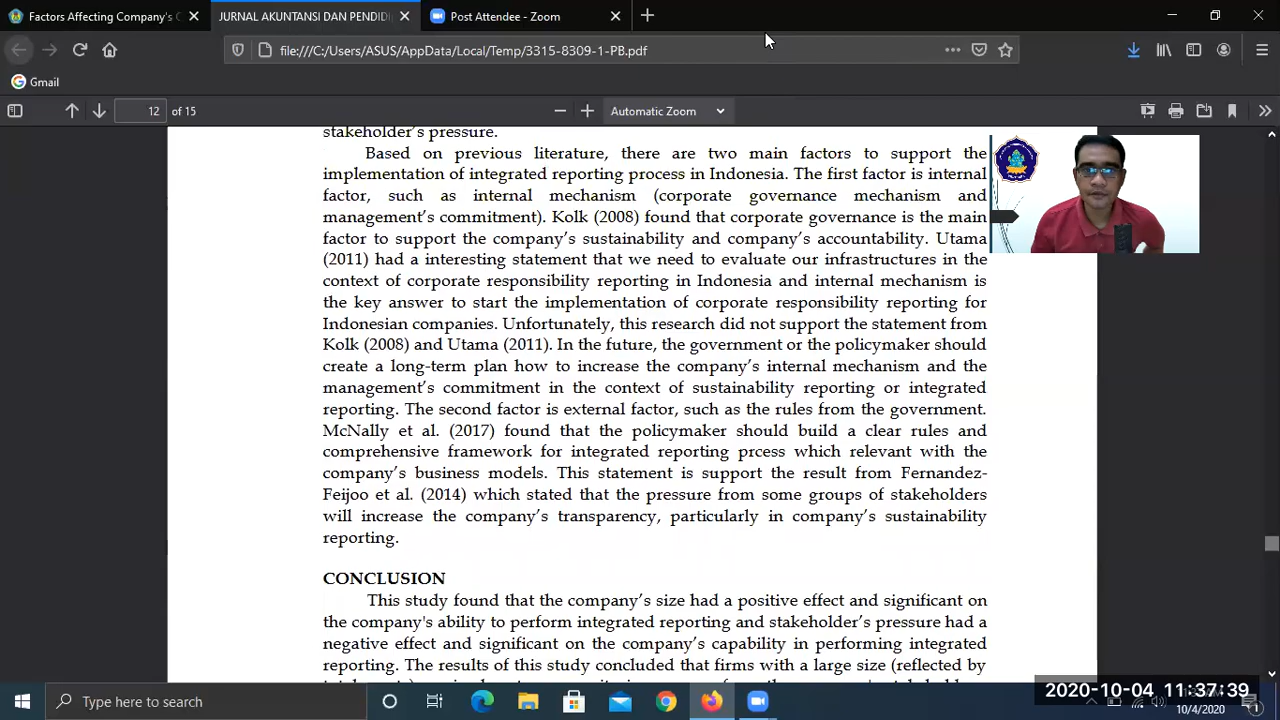 Factors Affecting Company's C
JURNAL AKUNTANSI DAN PENDIDI
Post Attendee - Zoom
file:///C:/Users/ASUS/AppData/Local/Temp/3315-8309-1-PB.pdf
Gmail
12 of 15
Automatic Zoom
stakeholder's pressure.
Based on previous literature, there are two main factors to support the
implementation of integrated reporting process in Indonesia. The first factor is internal
factor, such as internal mechanism (corporate governance mechanism and
management's commitment). Kolk (2008) found that corporate governance is the main
factor to support the company's sustainability and company's accountability. Utama
(2011) had a interesting statement that we need to evaluate our infrastructures in the
context of corporate responsibility reporting in Indonesia and internal mechanism is
the key answer to start the implementation of corporate responsibility reporting for
Indonesian companies. Unfortunately, this research did not support the statement from
Kolk (2008) and Utama (2011). In the future, the government or the policymaker should
create a long-term plan how to increase the company's internal mechanism and the
management's commitment in the context of sustainability reporting or integrated
reporting. The second factor is external factor, such as the rules from the government.
McNally et al. (2017) found that the policymaker should build a clear rules and
comprehensive framework for integrated reporting prcess which relevant with the
company's business models. This statement is support the result from Fernandez-
Feijoo et al. (2014) which stated that the pressure from some groups of stakeholders
will increase the company's transparency, particularly in company's sustainability
reporting.
CONCLUSION
This study found that the company's size had a positive effect and significant on
the company's ability to perform integrated reporting and stakeholder's pressure had a
negative effect and significant on the company's capability in performing integrated
reporting. The results of this study concluded that firms with a large size (reflected by
Type here to search
2020-10-04 11:37:39
10/4/2020